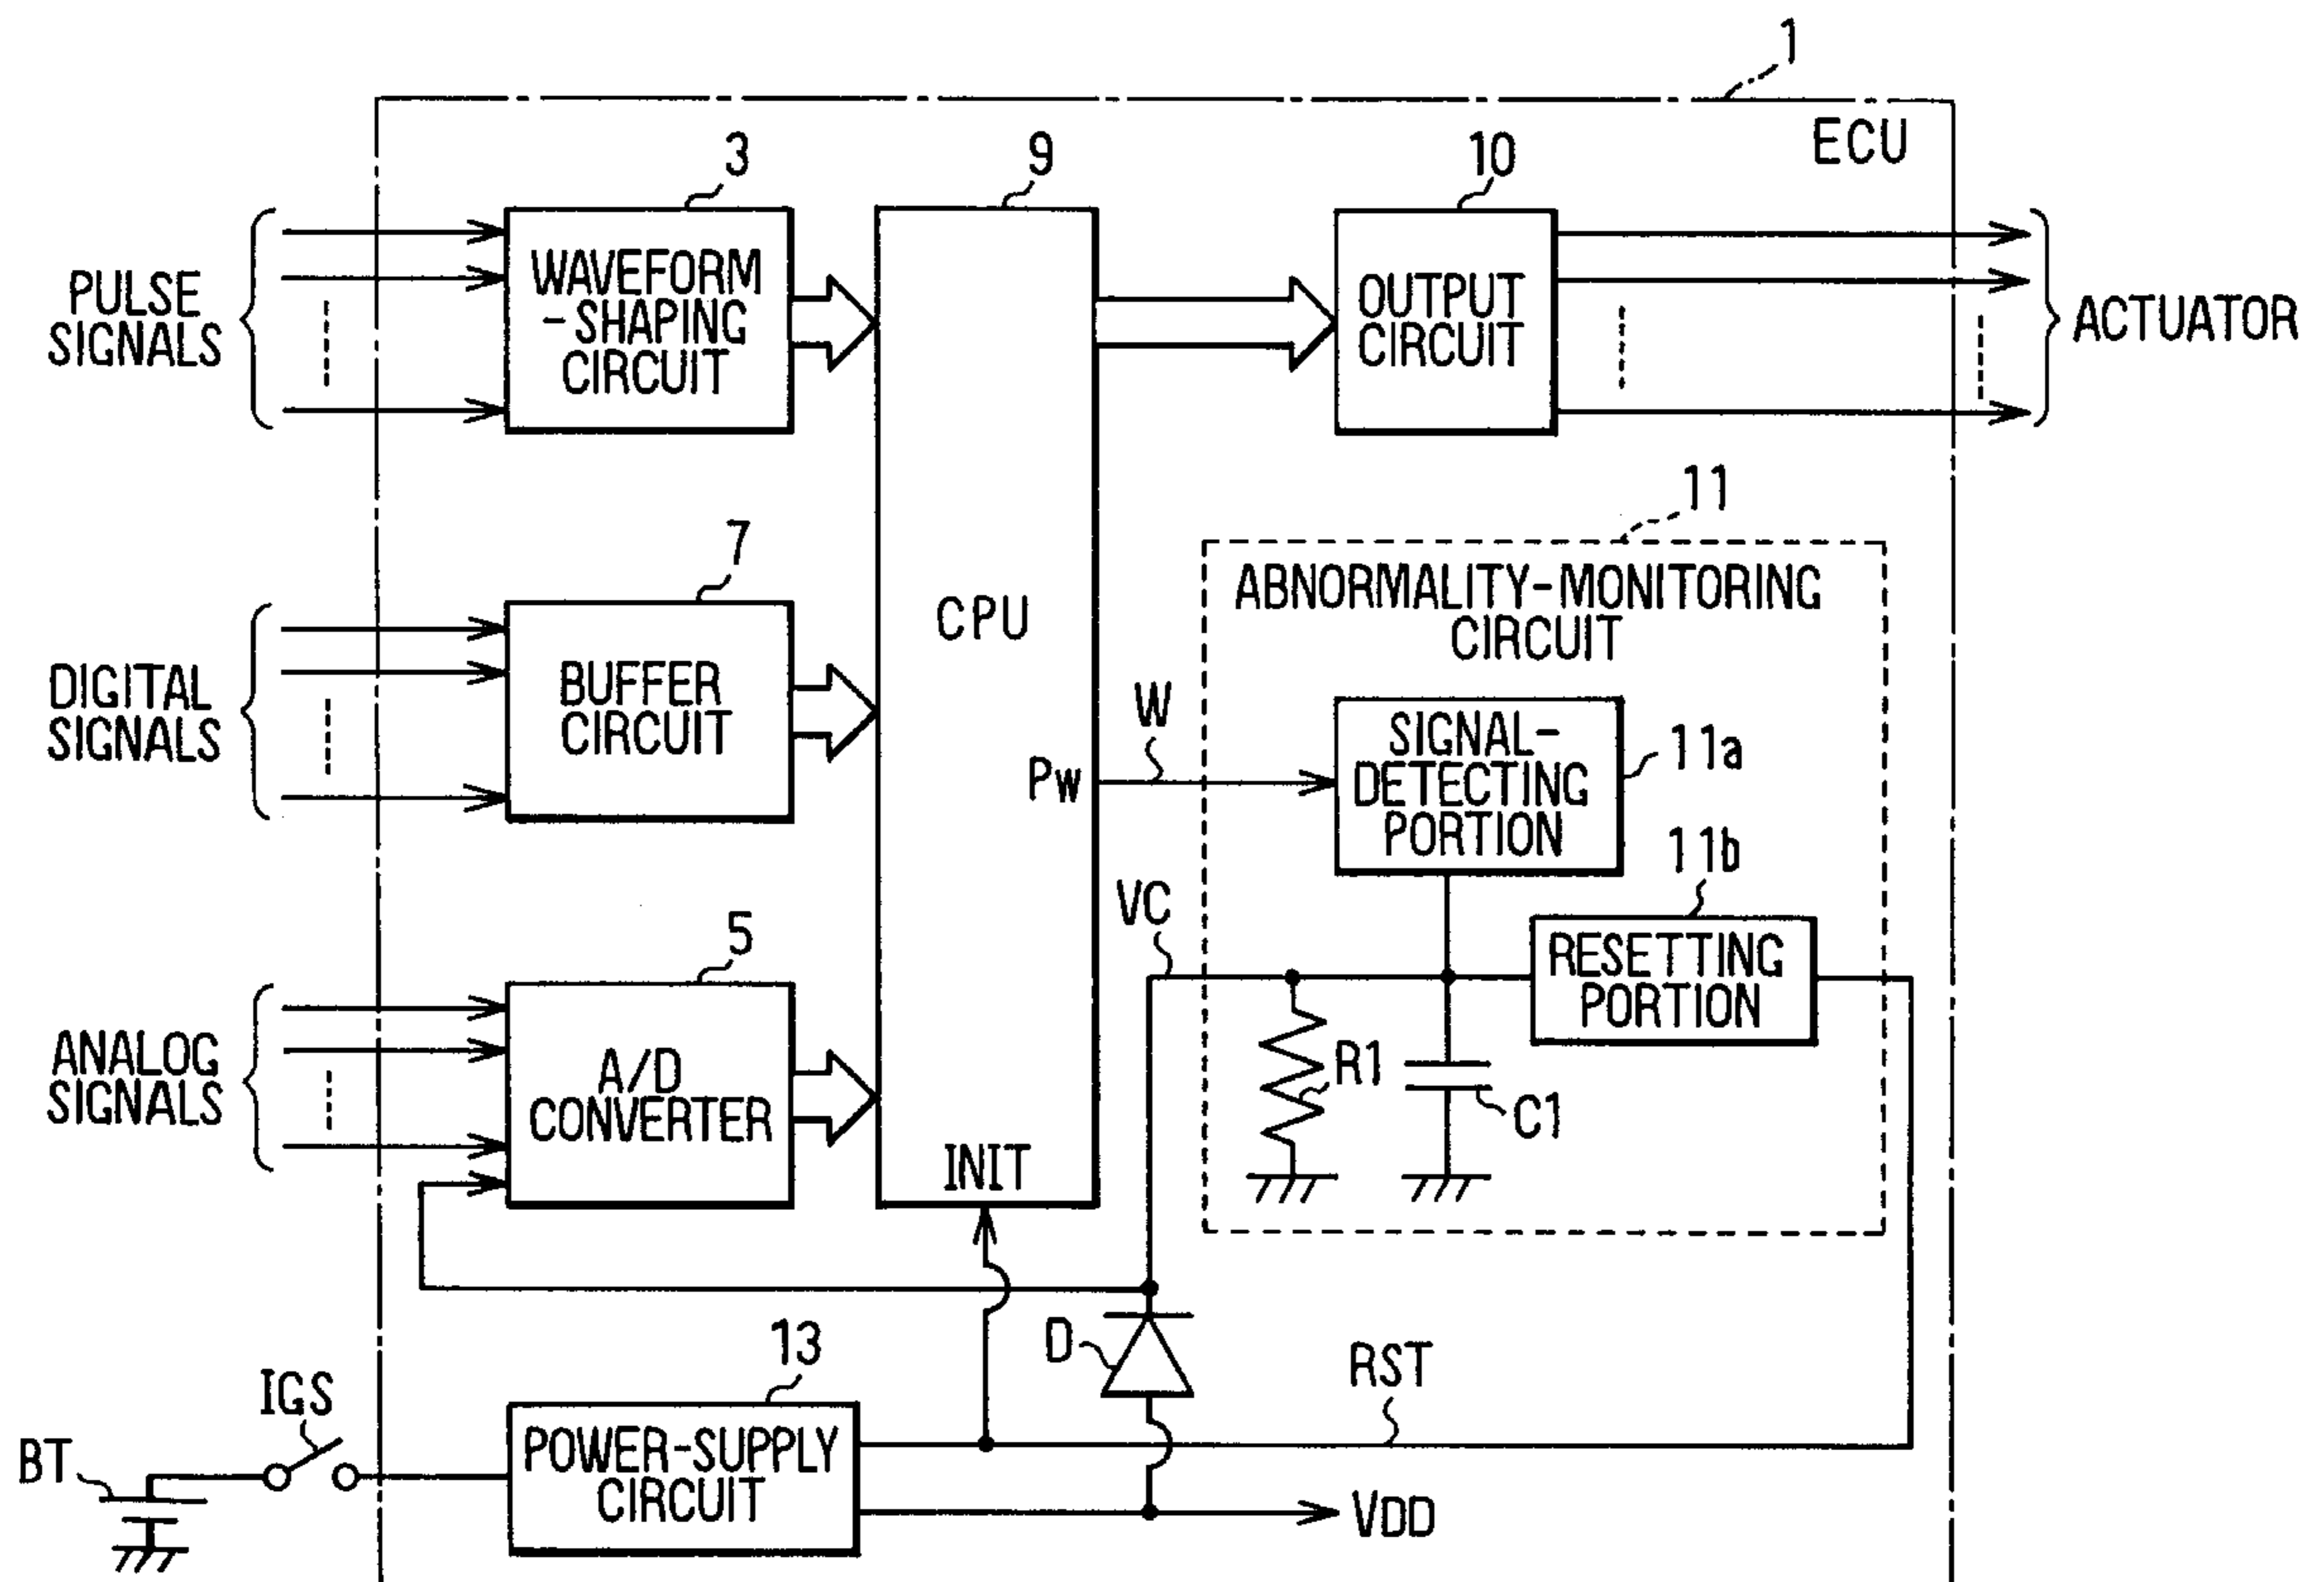 1
ECU
3
9
10
PULSE
SIGNALS
WAVEFORM
-SHAPING
CIRCUIT
OUTPUT
CIRCUIT
ACTUATOR
7
11
DIGITAL
SIGNALS
BUFFER
CIRCUIT
CPU
ABNORMALITY-MONITORING
CIRCUIT
W
PW
SIGNAL-
DETECTING
PORTION
11a
11b
VC
5
RESETTING
PORTION
ANALOG
SIGNALS
A/D
CONVERTER
R1
C1
INIT
D
13
RST
IGS
BT
POWER-SUPPLY
CIRCUIT
VDD